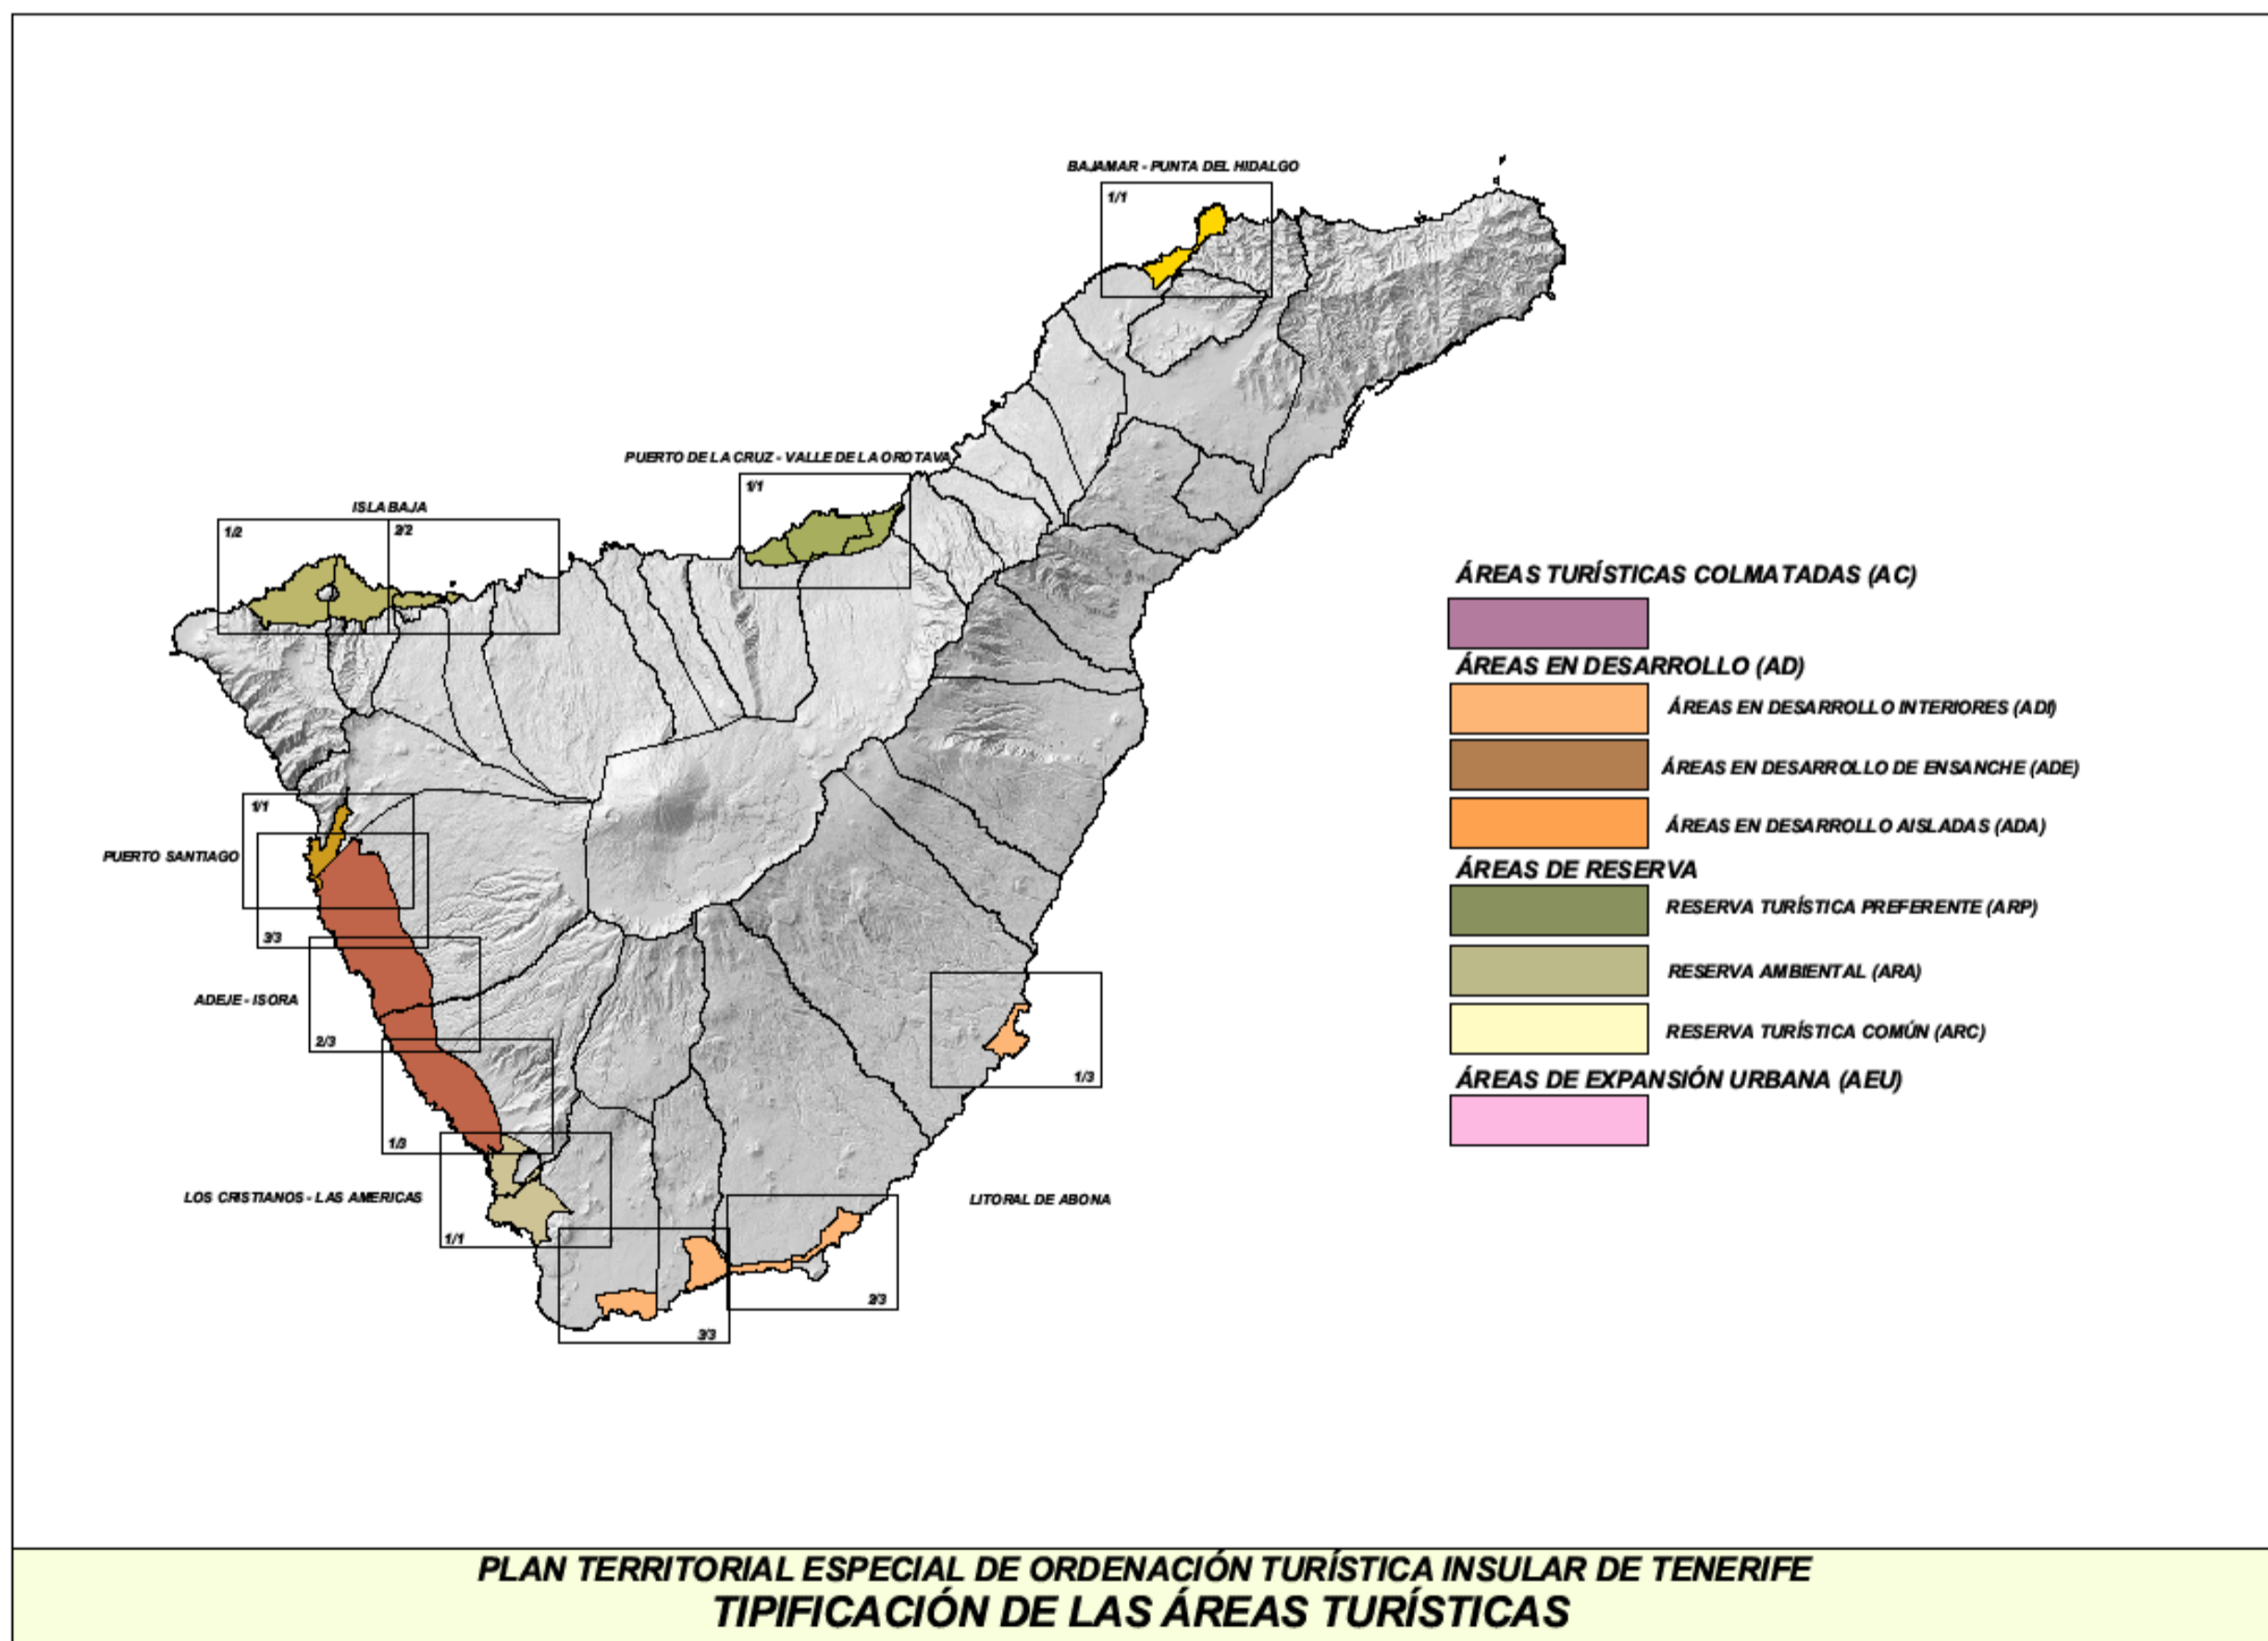 BAJAMAR - PUNTA DEL HIDALGO
1/1
PUERTO DE LA CRUZ - VALLE DE LA OROTAVA
1/1
ISLA BAJA
1/2
2/2
ÁREAS TURÍSTICAS COLMATADAS (AC)
ÁREAS EN DESARROLLO (AD)
ÁREAS EN DESARROLLO INTERIORES (ADI)
ÁREAS EN DESARROLLO DE ENSANCHE (ADE)
ÁREAS EN DESARROLLO AISLADAS (ADA)
ÁREAS DE RESERVA
RESERVA TURÍSTICA PREFERENTE (ARP)
RESERVA AMBIENTAL (ARA)
RESERVA TURÍSTICA COMÚN (ARC)
ÁREAS DE EXPANSIÓN URBANA (AEU)
1/1
PUERTO SANTIAGO
3/3
ADEJE - ISORA
2/3
1/3
1/3
LOS CRISTIANOS - LAS AMERICAS
1/1
LITORAL DE ABONA
2/3
3/3
PLAN TERRITORIAL ESPECIAL DE ORDENACIÓN TURÍSTICA INSULAR DE TENERIFE
TIPIFICACIÓN DE LAS ÁREAS TURÍSTICAS